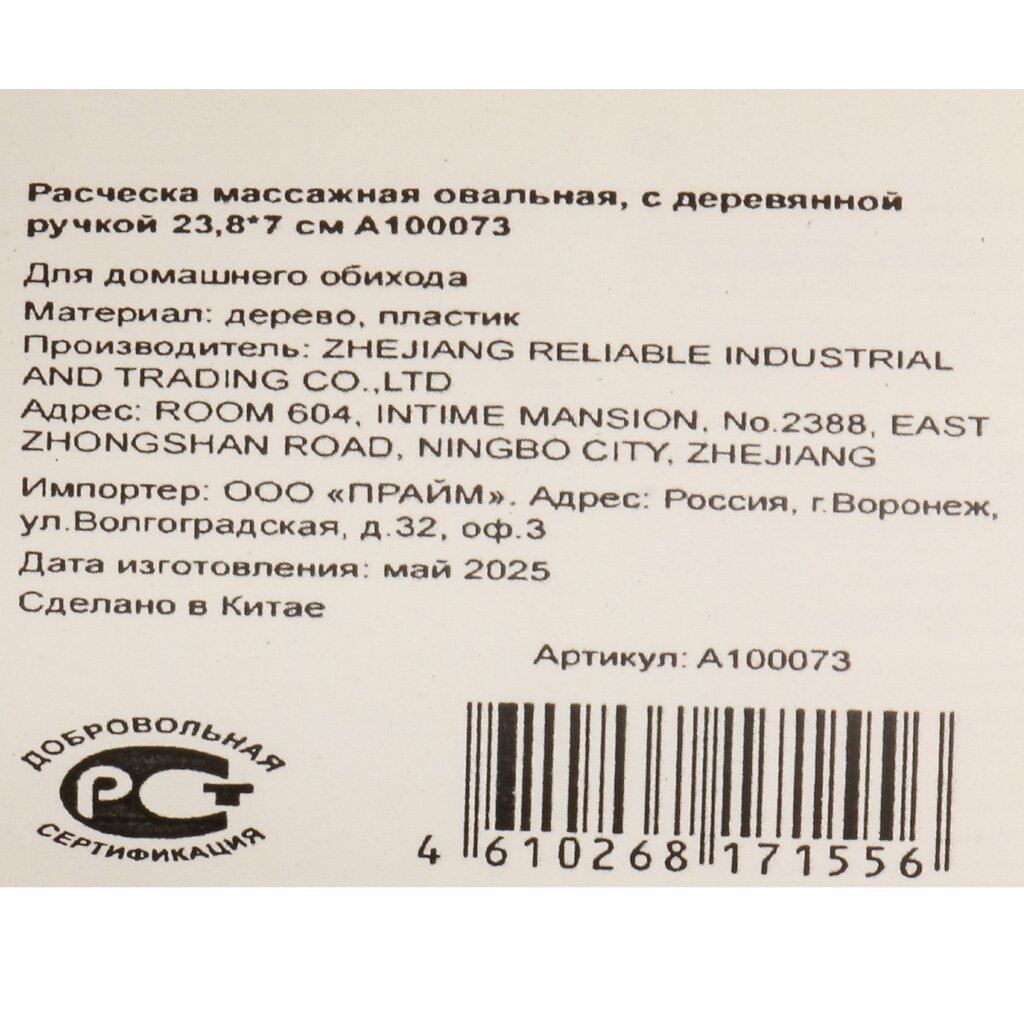 Расческа массажная овальная, с деревянной
ручкой 23,8*7 см А100073
Для домашнего обихода
Материал: дерево, пластик
Производитель: ZHEJIANG RELIABLE INDUSTRIAL
AND TRADING CO.,LTD
Адрес: ROOM 604, INTIME MANSION, No.2388, EAST
ZHONGSHAN ROAD, NINGBO CITY, ZHEJIANG
Импортер: ООО «ПРАЙМ». Адрес: Россия, г.Воронеж,
ул.Волгоградская, д.32, оф.3
Дата изготовления: май 2025
Сделано в Китае
Артикул: А100073
ДОБРОВОЛЬНАЯ
РСТ
СЕРТИФИКАЦИЯ
4 610268 171556